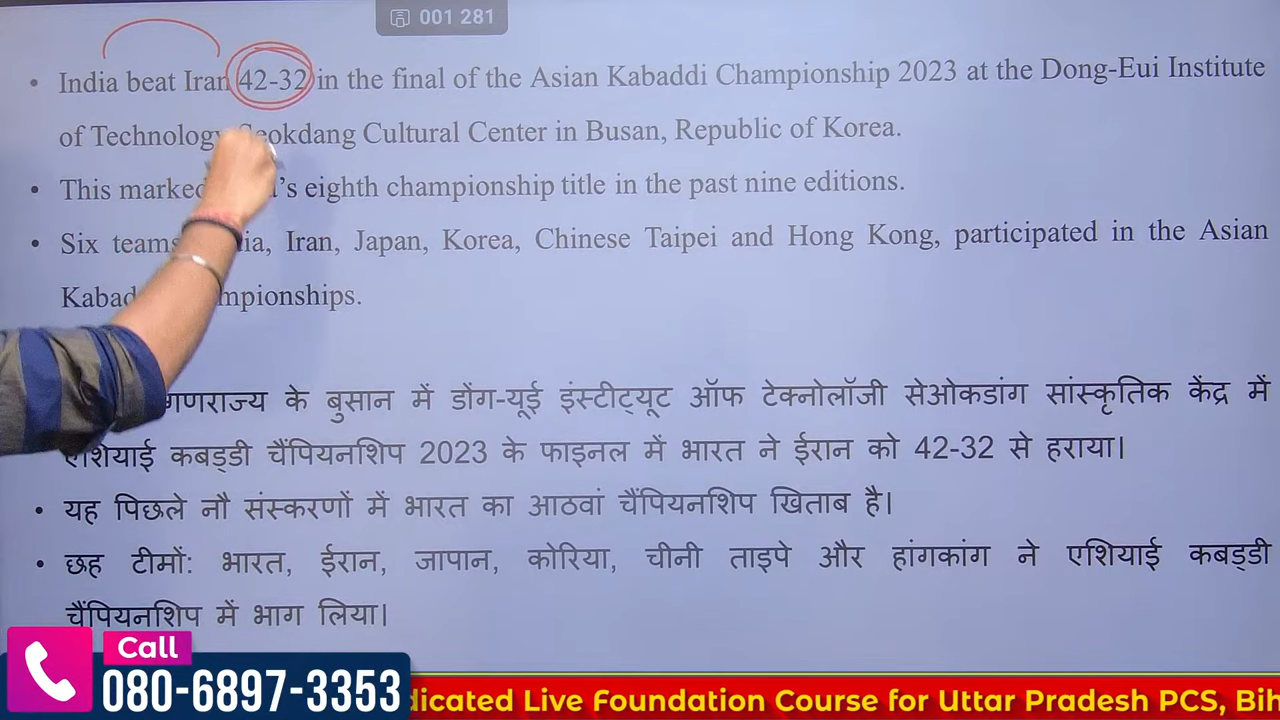 001 281
• India beat Iran 42-32 in the final of the Asian Kabaddi Championship 2023 at the Dong-Eui Institute
of Technology Seokdang Cultural Center in Busan, Republic of Korea.
• This marked eighth championship title in the past nine editions.
• Six teams Iran, Japan, Korea, Chinese Taipei and Hong Kong, participated in the Asian
Championships.
गणराज्य के बुसान में डोंग-यूई इंस्टीट्यूट ऑफ टेक्नोलॉजी सेओकडांग सांस्कृतिक केंद्र में
एशियाई कबड्डी चैंपियनशिप 2023 के फाइनल में भारत ने ईरान को 42-32 से हराया।
• यह पिछले नौ संस्करणों में भारत का आठवां चैंपियनशिप खिताब है।
• छह टीमों: भारत, ईरान, जापान, कोरिया, चीनी ताइपे और हांगकांग ने एशियाई कबड्डी
चैंपियनशिप में भाग लिया।
Call
080-6897-3353
dicated Live Foundation Course for Uttar Pradesh PCS, Bih